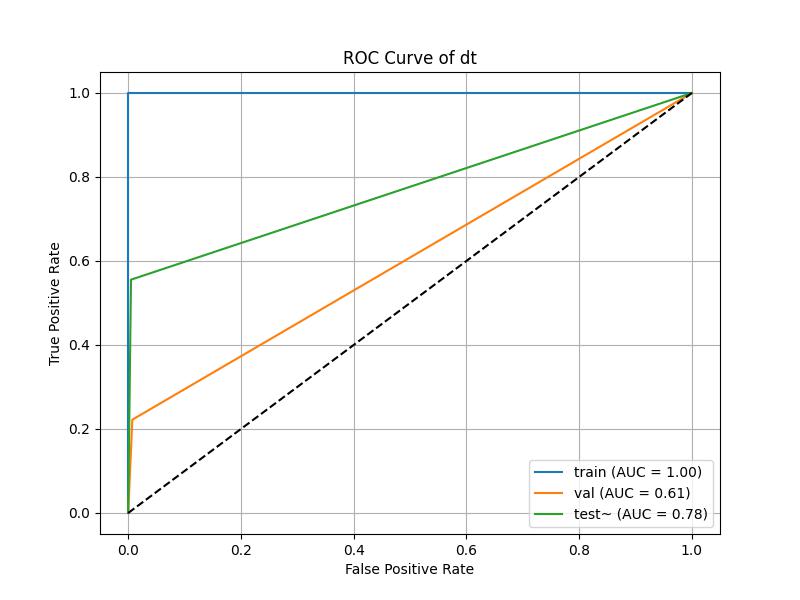 ROC Curve of dt
True Positive Rate
1.0
0.8
0.6
0.4
0.2
0.0
train (AUC = 1.00)
val (AUC = 0.61)
test~ (AUC = 0.78)
0.0 0.2 0.4 0.6 0.8 1.0
False Positive Rate